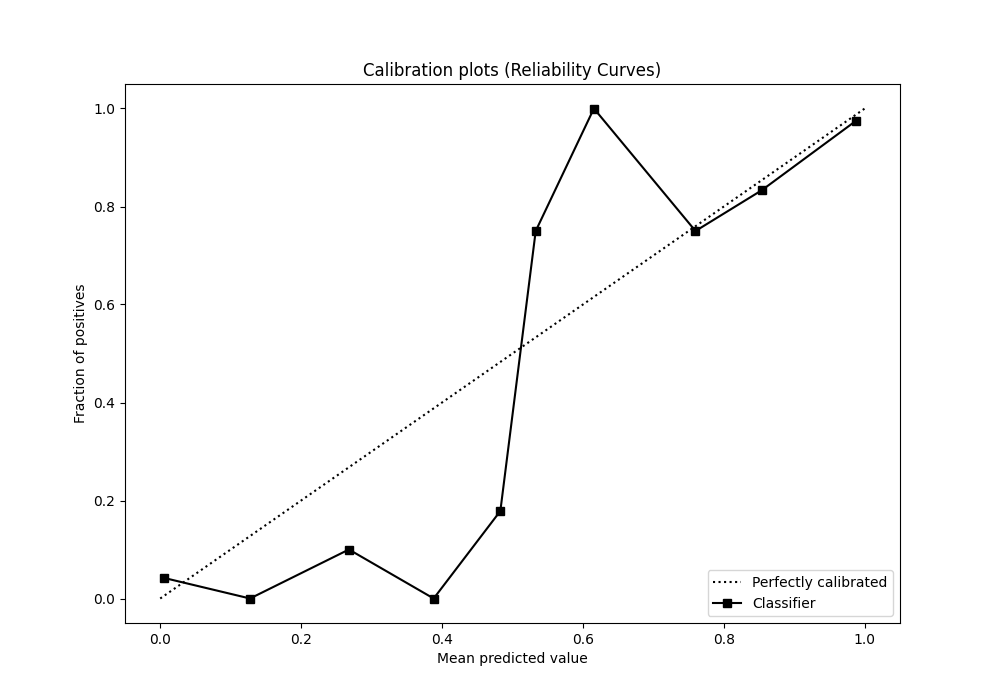 Calibration plots (Reliability Curves)
Fraction of positives
1.0
0.8
0.6
0.4
0.2
0.0
0.0 0.2 0.4 0.6 0.8 1.0
Mean predicted value
Perfectly calibrated
Classifier